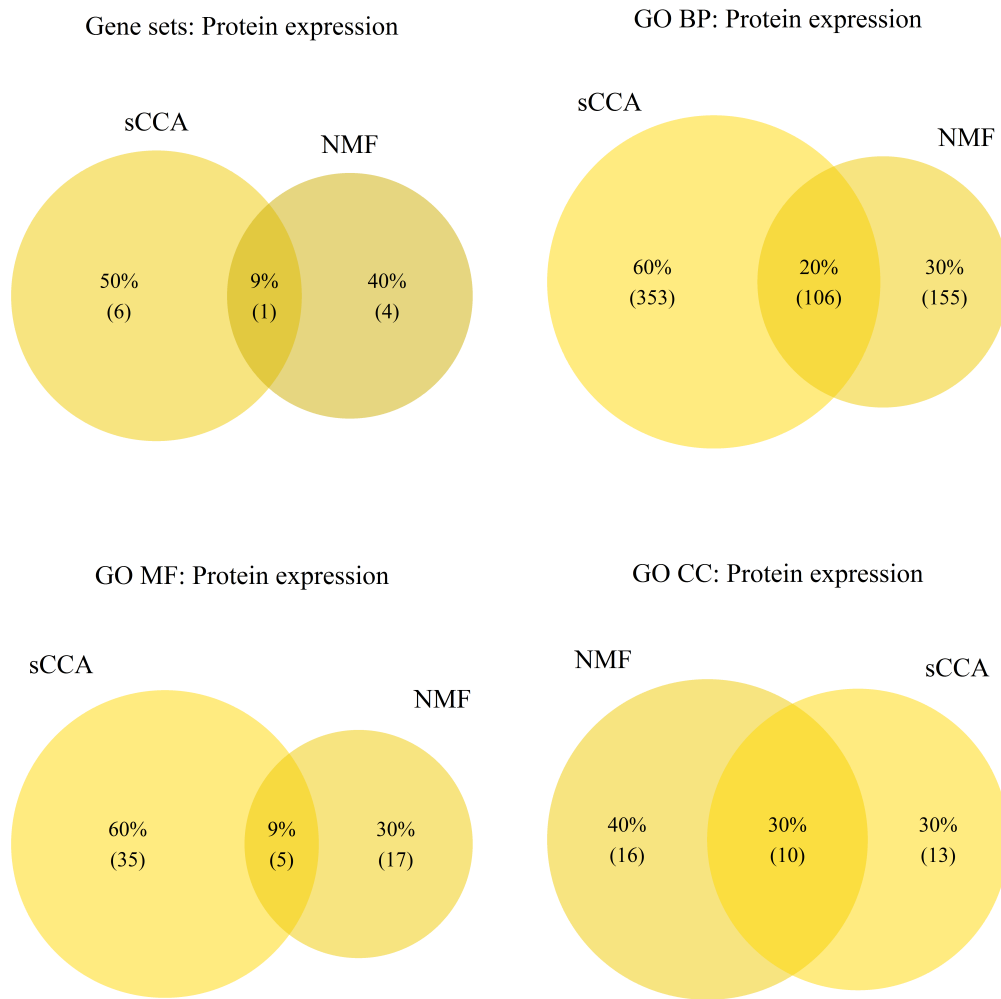 Gene sets: Protein expression
sCCA
NMF
50%
(6)
9%
(1)
40%
(4)
GO BP: Protein expression
sCCA
NMF
60%
(353)
20%
(106)
30%
(155)
GO MF: Protein expression
sCCA
NMF
60%
(35)
9%
(5)
30%
(17)
GO CC: Protein expression
NMF
sCCA
40%
(16)
30%
(10)
30%
(13)